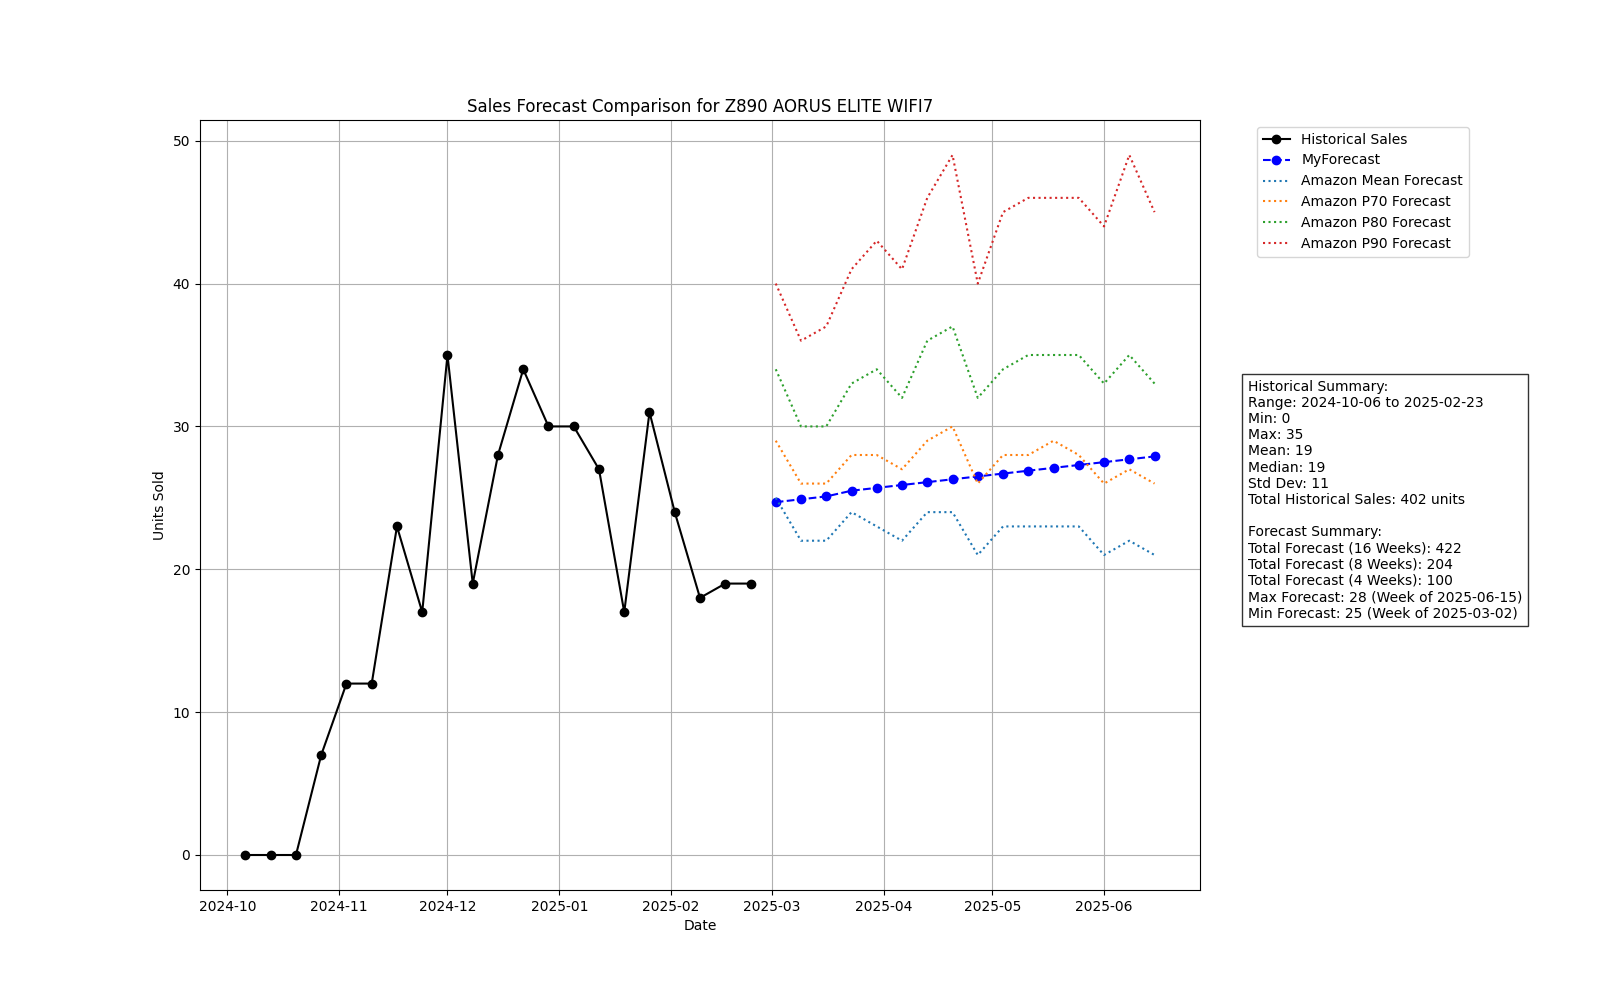 Sales Forecast Comparison for Z890 AORUS ELITE WIFI7
50
40
30
20
10
0
Units Sold
2024-10
2024-11
2024-12
2025-01
2025-02
2025-03
2025-04
2025-05
2025-06
Date
Historical Sales
MyForecast
Amazon Mean Forecast
Amazon P70 Forecast
Amazon P80 Forecast
Amazon P90 Forecast
Historical Summary:
Range: 2024-10-06 to 2025-02-23
Min: 0
Max: 35
Mean: 19
Median: 19
Std Dev: 11
Total Historical Sales: 402 units
Forecast Summary:
Total Forecast (16 Weeks): 422
Total Forecast (8 Weeks): 204
Total Forecast (4 Weeks): 100
Max Forecast: 28 (Week of 2025-06-15)
Min Forecast: 25 (Week of 2025-03-02)